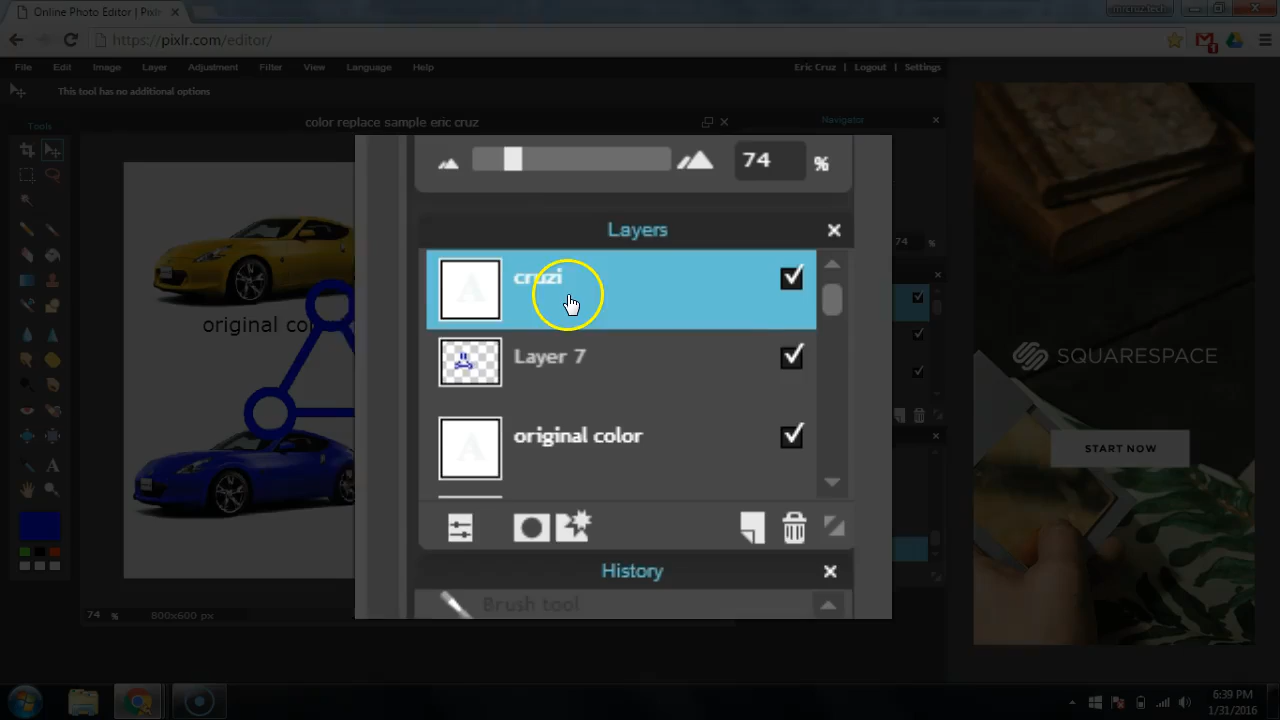 Online Photo Editor | Pixlr
mrcruz.tech
https://pixlr.com/editor/
File Edit Image Layer Adjustment Filter View Language Help
Eric Cruz | Logout | Settings
This tool has no additional options
Tools
color replace sample eric cruz
Navigator
74 %
Layers
cruzi
Layer 7
original color
History
Brush tool
original co
74 %
74 % 800x600 px
SQUARESPACE
START NOW
6:39 PM
1/31/2016